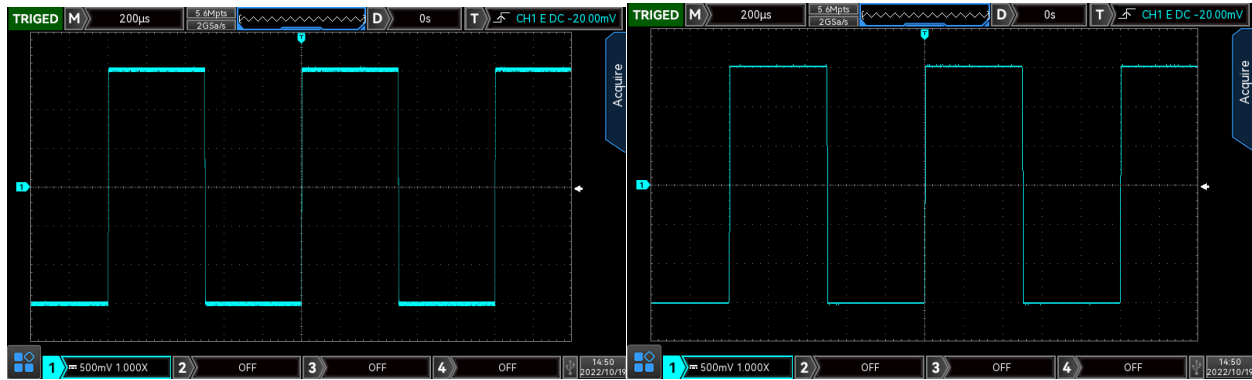 TRIGED M 200μs 5.6Mpts 2GSa/s D 0s T CH1 E DC -20.00mV
T
Acquire
1
1 500mV 1.000X 2 OFF 3 OFF 4 OFF 14:50 2022/10/19
TRIGED M 200μs 5.6Mpts 2GSa/s D 0s T CH1 E DC -20.00mV
T
Acquire
1
1 500mV 1.000X 2 OFF 3 OFF 4 OFF 14:50 2022/10/19